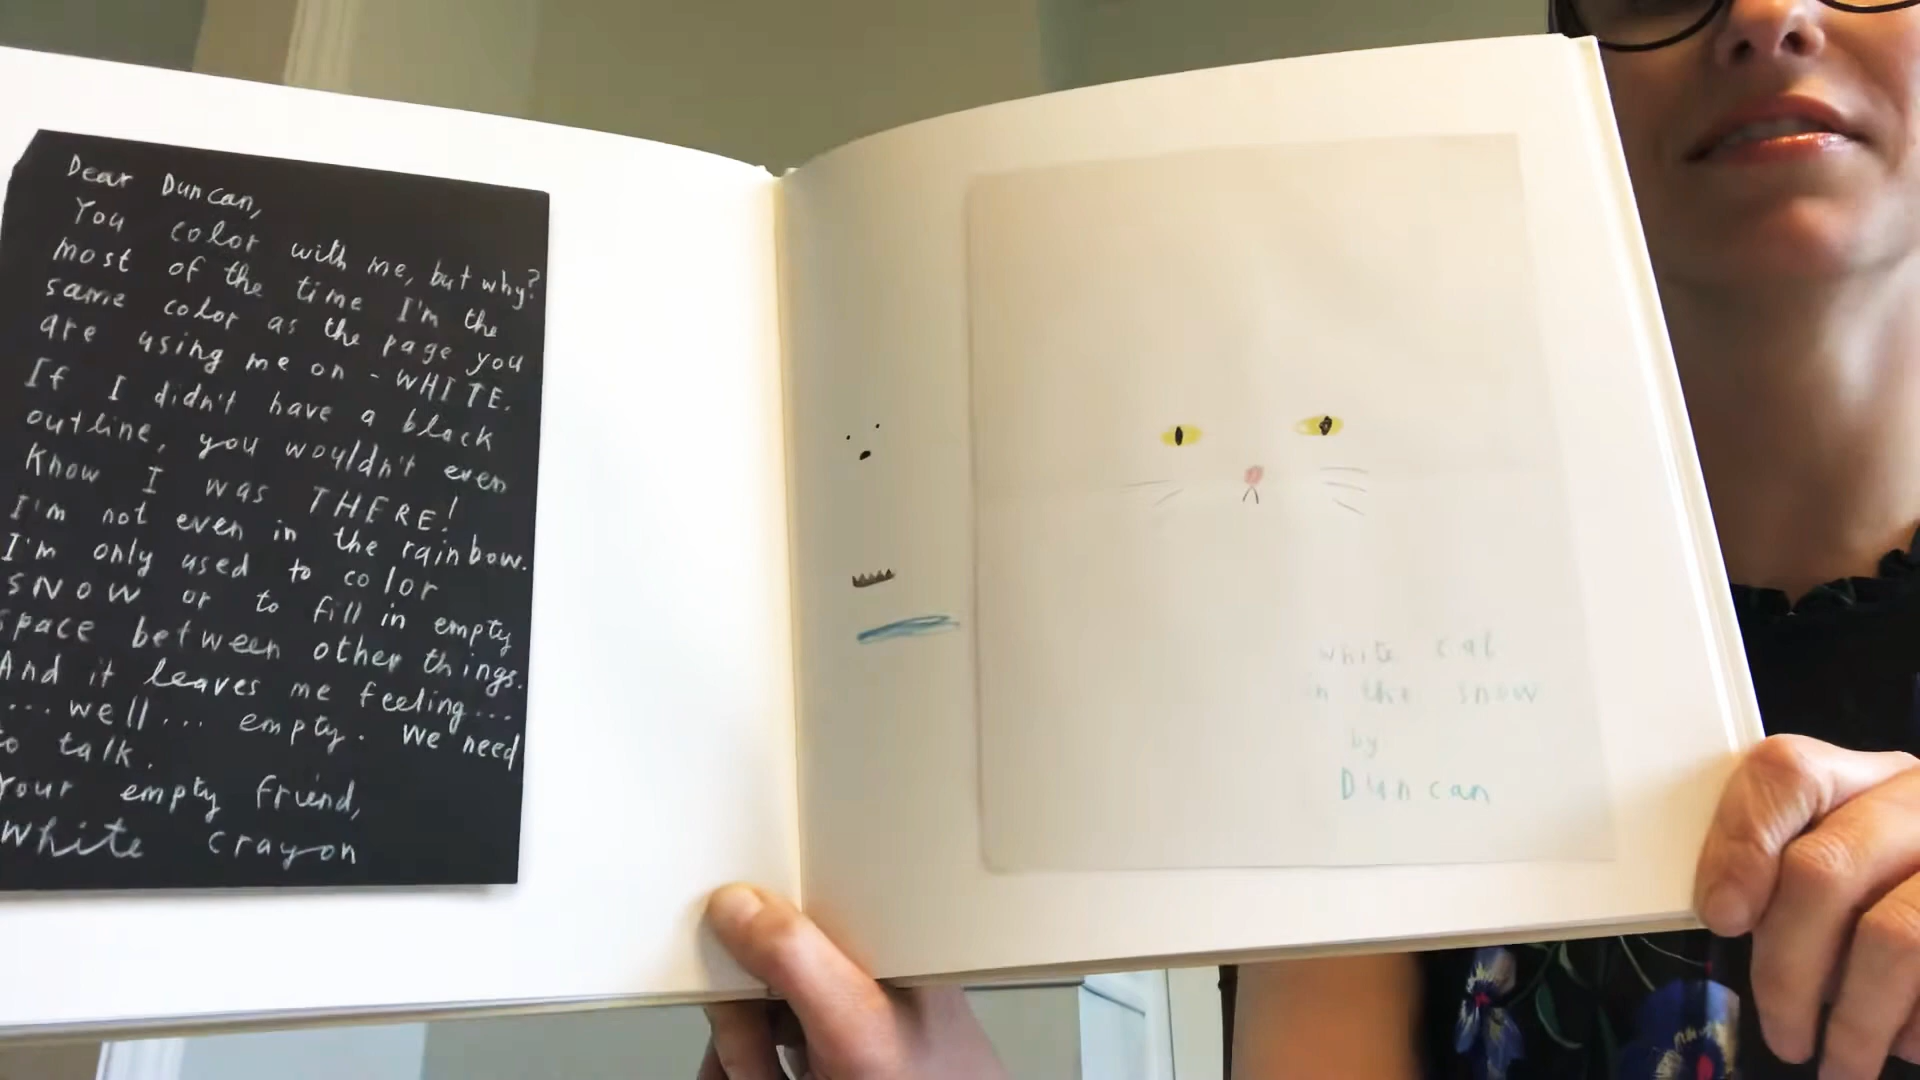 Dear Duncan,
You color with me, but why?
most of the time I'm the
same color as the page you
are using me on - WHITE.
If I didn't have a black
outline, you wouldn't even
know I was THERE!
I'm not even in the rainbow.
I'm only used to color
SNOW or to fill in empty
space between other things.
And it leaves me feeling...
... well... empty. We need
to talk.
Your empty friend,
White crayon
white cat
in the snow
by
Duncan